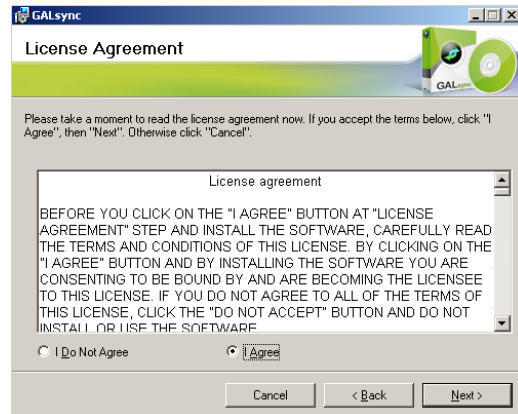 GALsync
License Agreement
GALsync
Please take a moment to read the license agreement now. If you accept the terms below, click "I
Agree", then "Next". Otherwise click "Cancel".
License agreement
BEFORE YOU CLICK ON THE "I AGREE" BUTTON AT "LICENSE
AGREEMENT" STEP AND INSTALL THE SOFTWARE, CAREFULLY READ
THE TERMS AND CONDITIONS OF THIS LICENSE. BY CLICKING ON THE
"I AGREE" BUTTON AND BY INSTALLING THE SOFTWARE YOU ARE
CONSENTING TO BE BOUND BY AND ARE BECOMING THE LICENSEE
TO THIS LICENSE. IF YOU DO NOT AGREE TO ALL OF THE TERMS OF
THIS LICENSE, CLICK THE "DO NOT ACCEPT" BUTTON AND DO NOT
INSTALL OR USE THE SOFTWARE.
I Do Not Agree
I Agree
Cancel
< Back
Next >